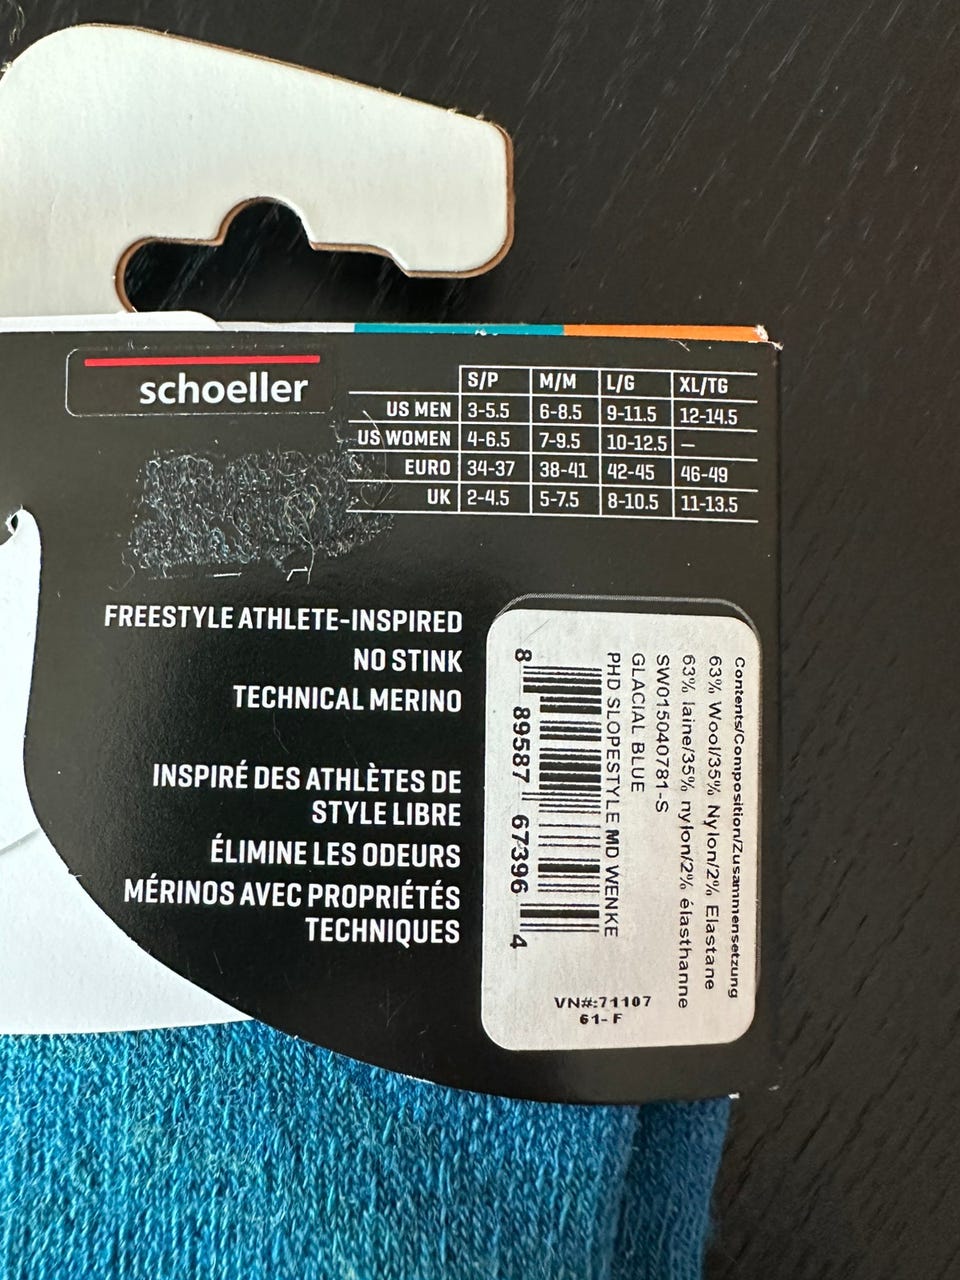 schoeller
S/P M/M L/G XL/TG
US MEN 3-5.5 6-8.5 9-11.5 12-14.5
US WOMEN 4-6.5 7-9.5 10-12.5 —
EURO 34-37 38-41 42-45 46-49
UK 2-4.5 5-7.5 8-10.5 11-13.5
FREESTYLE ATHLETE-INSPIRED
NO STINK
TECHNICAL MERINO
INSPIRÉ DES ATHLÈTES DE
STYLE LIBRE
ÉLIMINE LES ODEURS
MÉRINOS AVEC PROPRIÉTÉS
TECHNIQUES
Contents/Composition/Zusammensetzung
63% Wool/35% Nylon/2% Elastane
63% laine/35% nylon/2% élasthanne
SW015040781-S
GLACIAL BLUE
PHD SLOPESTYLE MD WENKE
8 89587 67396 4
VN#:71107
61- F